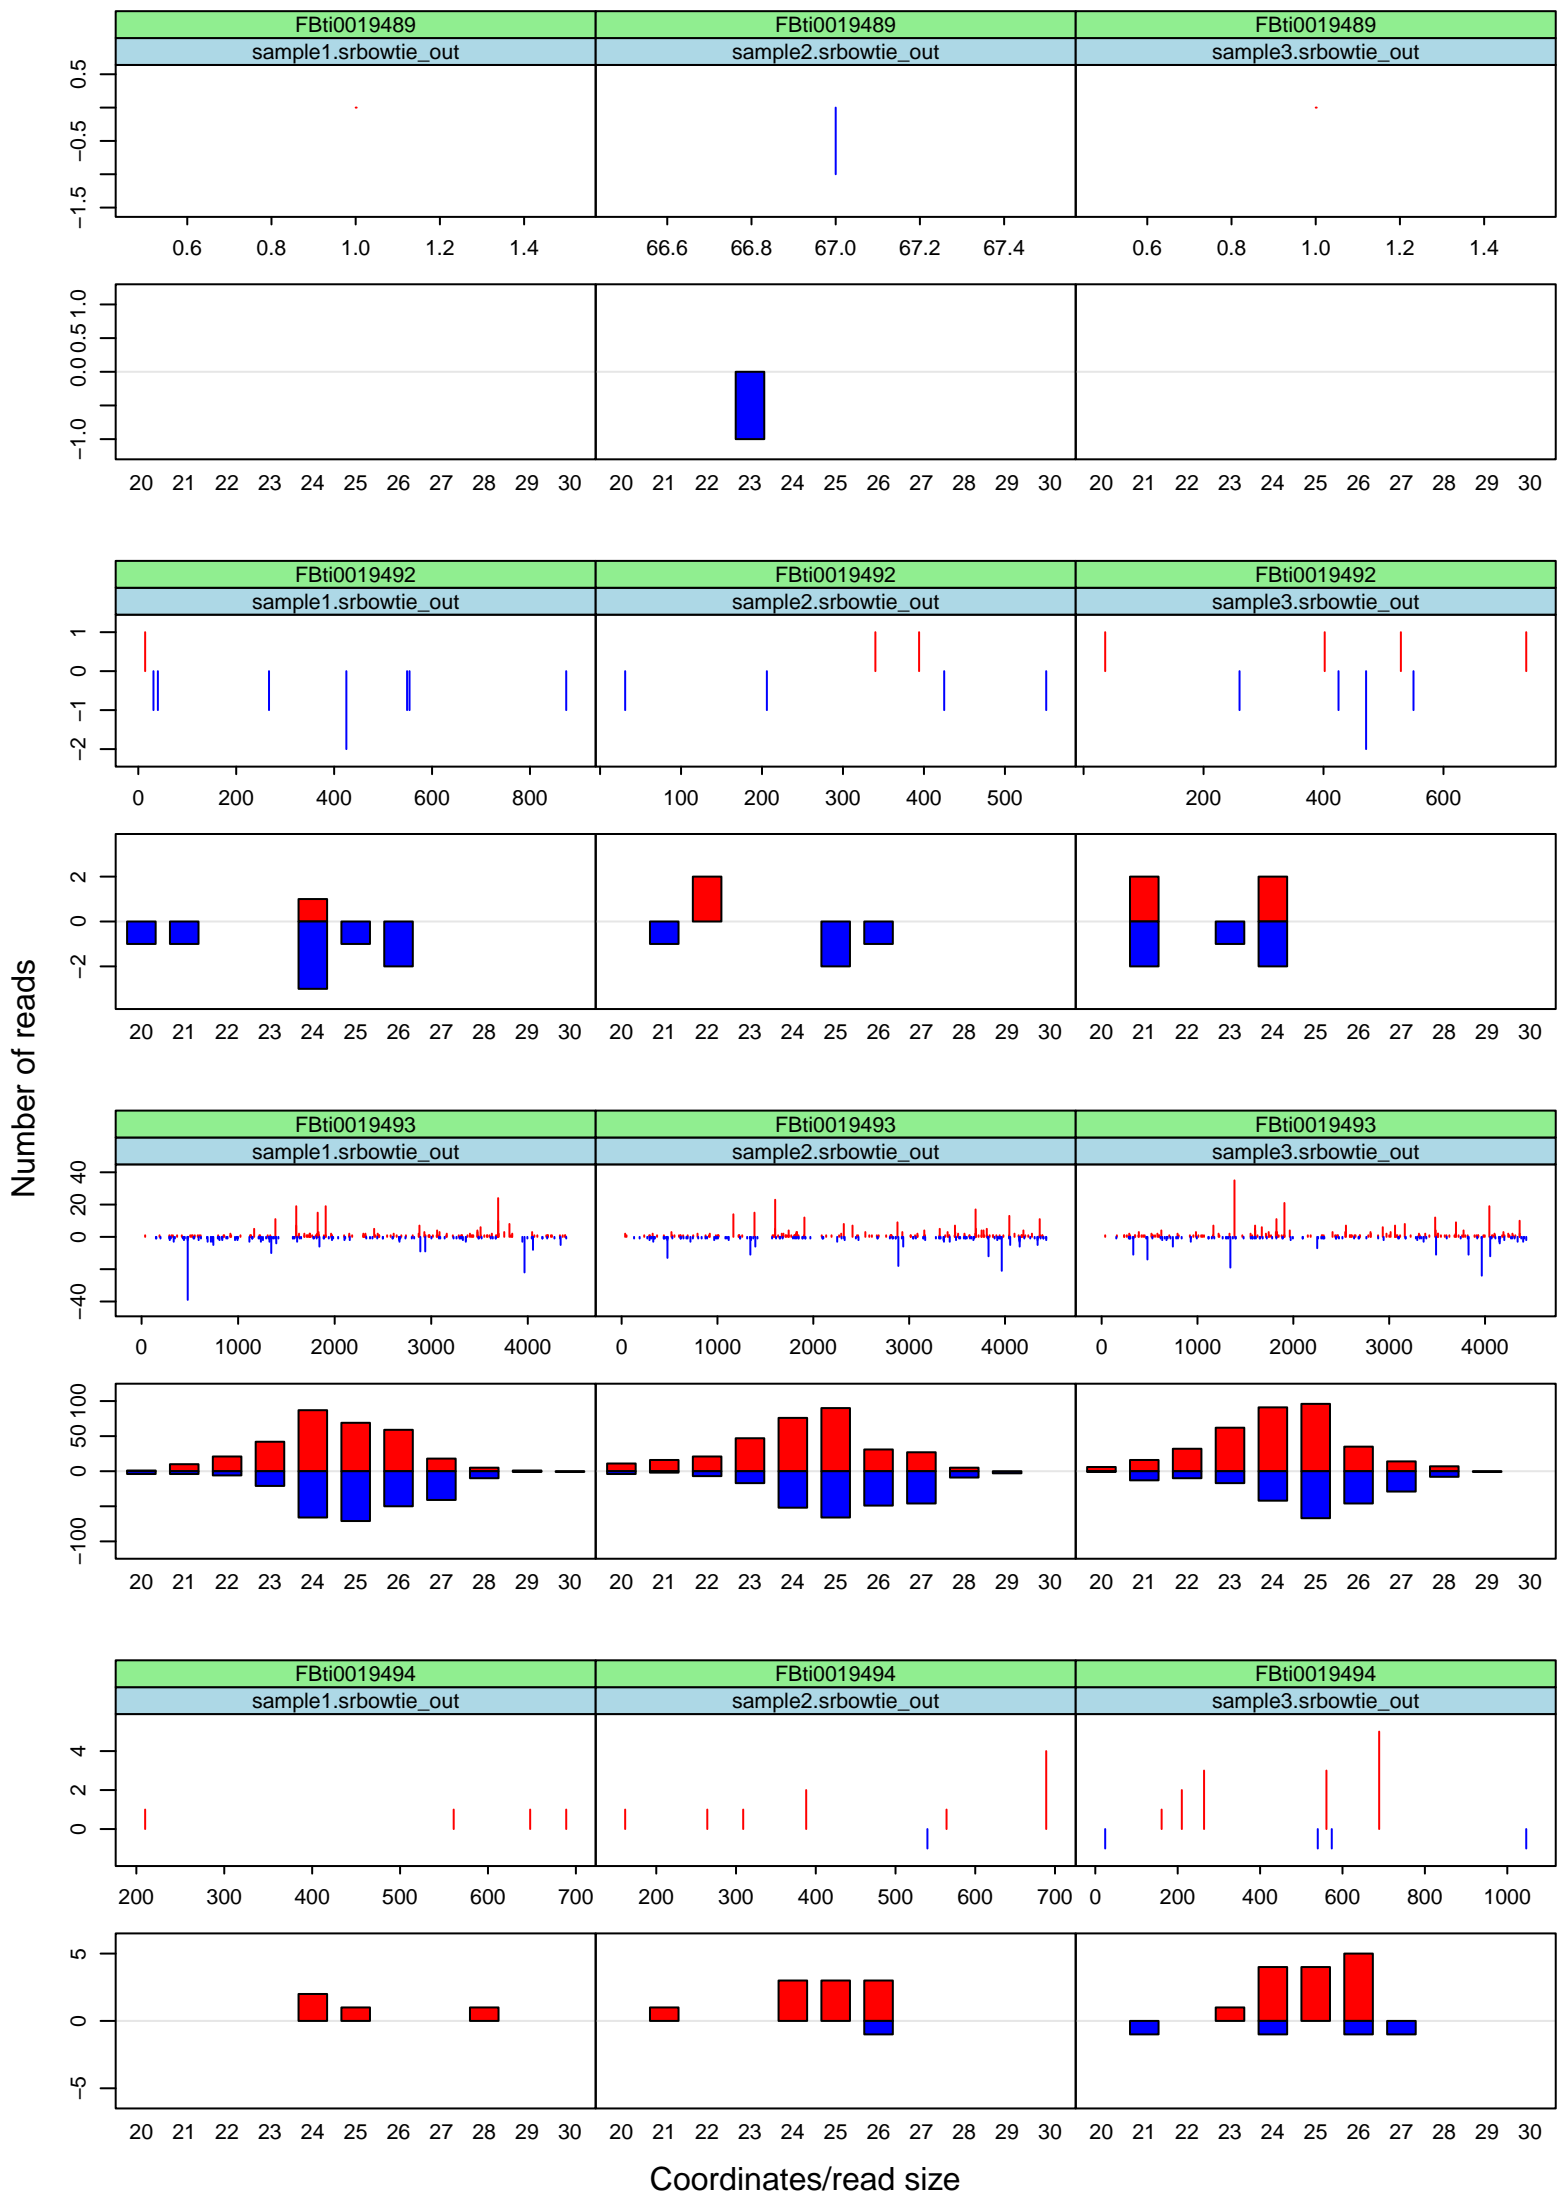 FBti0019489 FBti0019489 FBti0019489
sample1.srbowtie_out sample2.srbowtie_out sample3.srbowtie_out
0.5
−0.5
−1.5
0.6 0.8 1.0 1.2 1.4 66.6 66.8 67.0 67.2 67.4 0.6 0.8 1.0 1.2 1.4
1.0
0.5
0.0
−1.0
20 21 22 23 24 25 26 27 28 29 30 20 21 22 23 24 25 26 27 28 29 30 20 21 22 23 24 25 26 27 28 29 30
FBti0019492 FBti0019492 FBti0019492
sample1.srbowtie_out sample2.srbowtie_out sample3.srbowtie_out
1
0
−1
−2
0 200 400 600 800 100 200 300 400 500 200 400 600
2
0
−2
20 21 22 23 24 25 26 27 28 29 30 20 21 22 23 24 25 26 27 28 29 30 20 21 22 23 24 25 26 27 28 29 30
Number of reads
FBti0019493 FBti0019493 FBti0019493
sample1.srbowtie_out sample2.srbowtie_out sample3.srbowtie_out
40
20
0
−40
0 1000 2000 3000 4000 0 1000 2000 3000 4000 0 1000 2000 3000 4000
100
50
0
−100
20 21 22 23 24 25 26 27 28 29 30 20 21 22 23 24 25 26 27 28 29 30 20 21 22 23 24 25 26 27 28 29 30
FBti0019494 FBti0019494 FBti0019494
sample1.srbowtie_out sample2.srbowtie_out sample3.srbowtie_out
4
2
0
200 300 400 500 600 700 200 300 400 500 600 700 0 200 400 600 800 1000
5
0
−5
20 21 22 23 24 25 26 27 28 29 30 20 21 22 23 24 25 26 27 28 29 30 20 21 22 23 24 25 26 27 28 29 30
Coordinates/read size